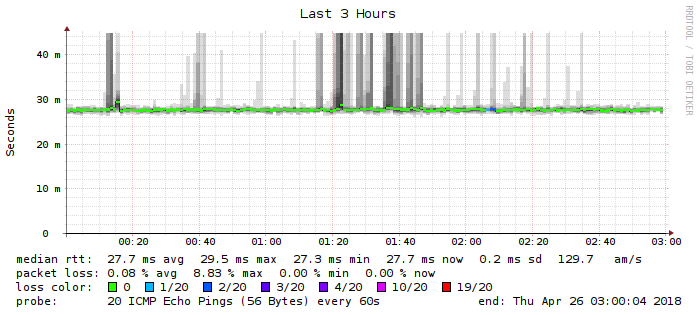 Last 3 Hours
RRDTOOL / TOBI OETIKER
Seconds
40 m
30 m
20 m
10 m
0
00:20 00:40 01:00 01:20 01:40 02:00 02:20 02:40 03:00
median rtt: 27.7 ms avg 29.5 ms max 27.3 ms min 27.7 ms now 0.2 ms sd 129.7 am/s
packet loss: 0.08 % avg 8.83 % max 0.00 % min 0.00 % now
loss color: 0 1/20 2/20 3/20 4/20 10/20 19/20
probe: 20 ICMP Echo Pings (56 Bytes) every 60s end: Thu Apr 26 03:00:04 2018